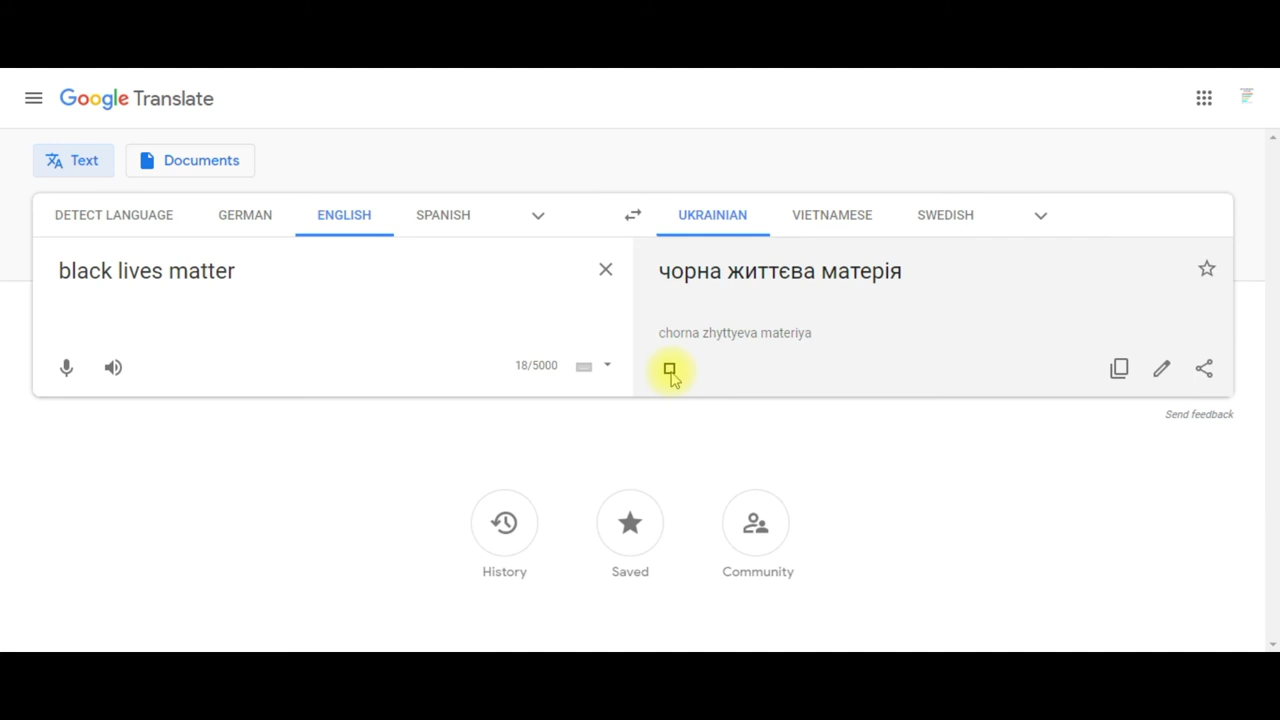 Google Translate
Text
Documents
DETECT LANGUAGE GERMAN ENGLISH SPANISH UKRAINIAN VIETNAMESE SWEDISH
black lives matter
чорна життєва матерія
chorna zhyttyeva materiya
18/5000
Send feedback
History
Saved
Community